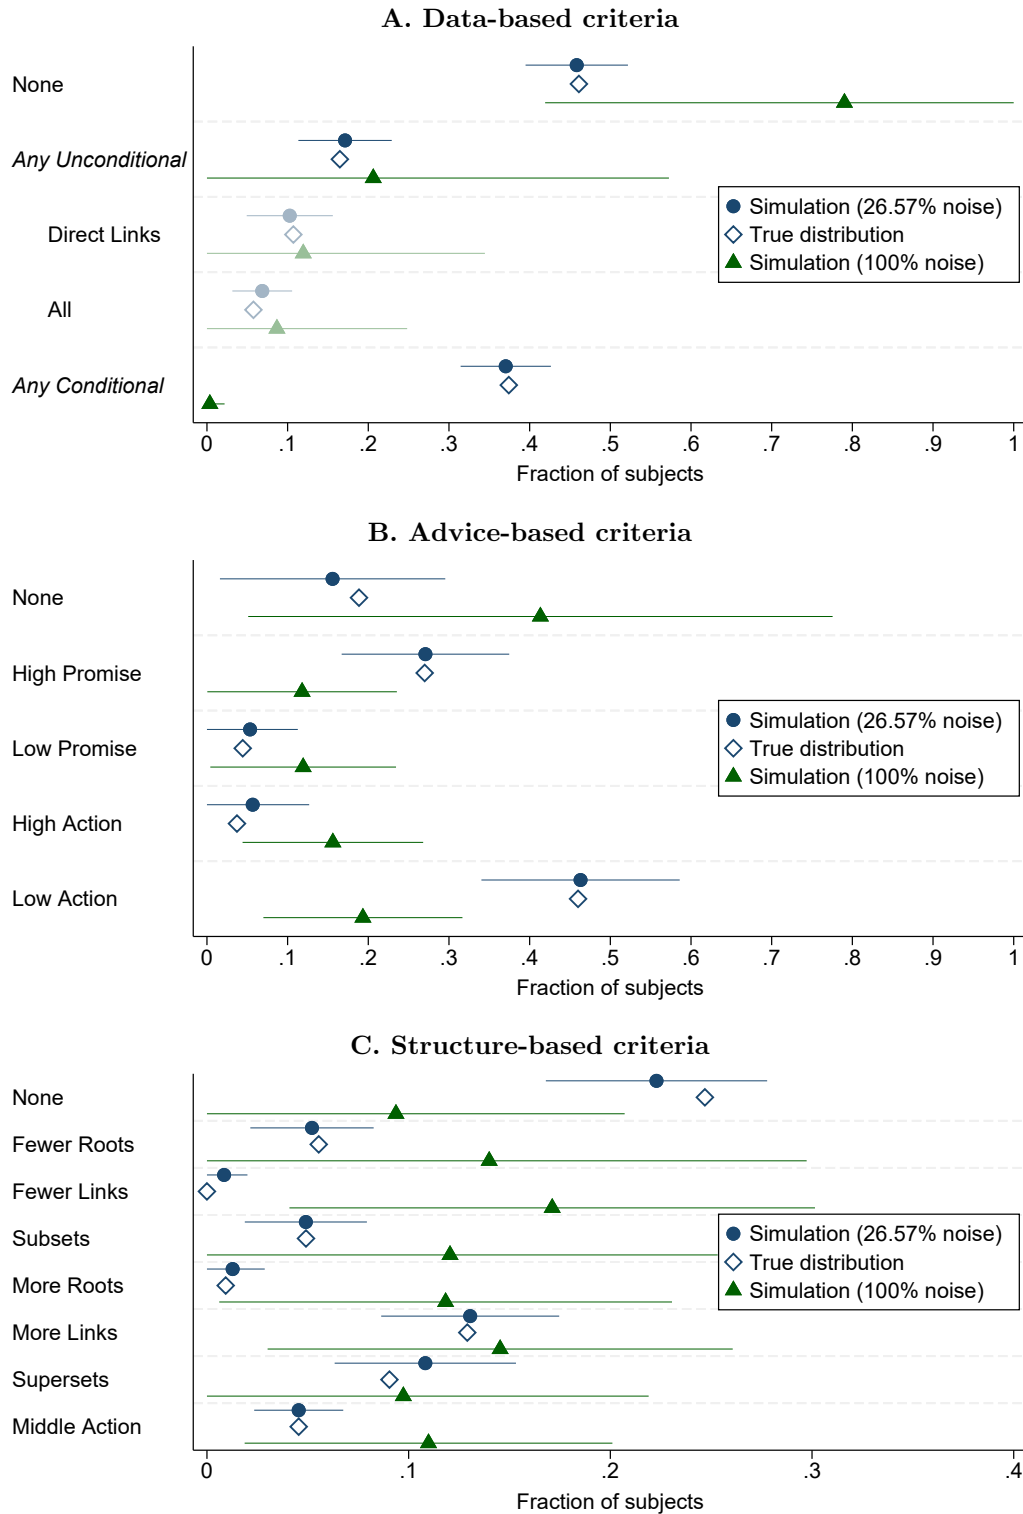 A. Data-based criteria
None
Any Unconditional
Direct Links
All
Any Conditional
Simulation (26.57% noise)
True distribution
Simulation (100% noise)
0 .1 .2 .3 .4 .5 .6 .7 .8 .9 1
Fraction of subjects
B. Advice-based criteria
None
High Promise
Low Promise
High Action
Low Action
Simulation (26.57% noise)
True distribution
Simulation (100% noise)
0 .1 .2 .3 .4 .5 .6 .7 .8 .9 1
Fraction of subjects
C. Structure-based criteria
None
Fewer Roots
Fewer Links
Subsets
More Roots
More Links
Supersets
Middle Action
Simulation (26.57% noise)
True distribution
Simulation (100% noise)
0 .1 .2 .3 .4
Fraction of subjects